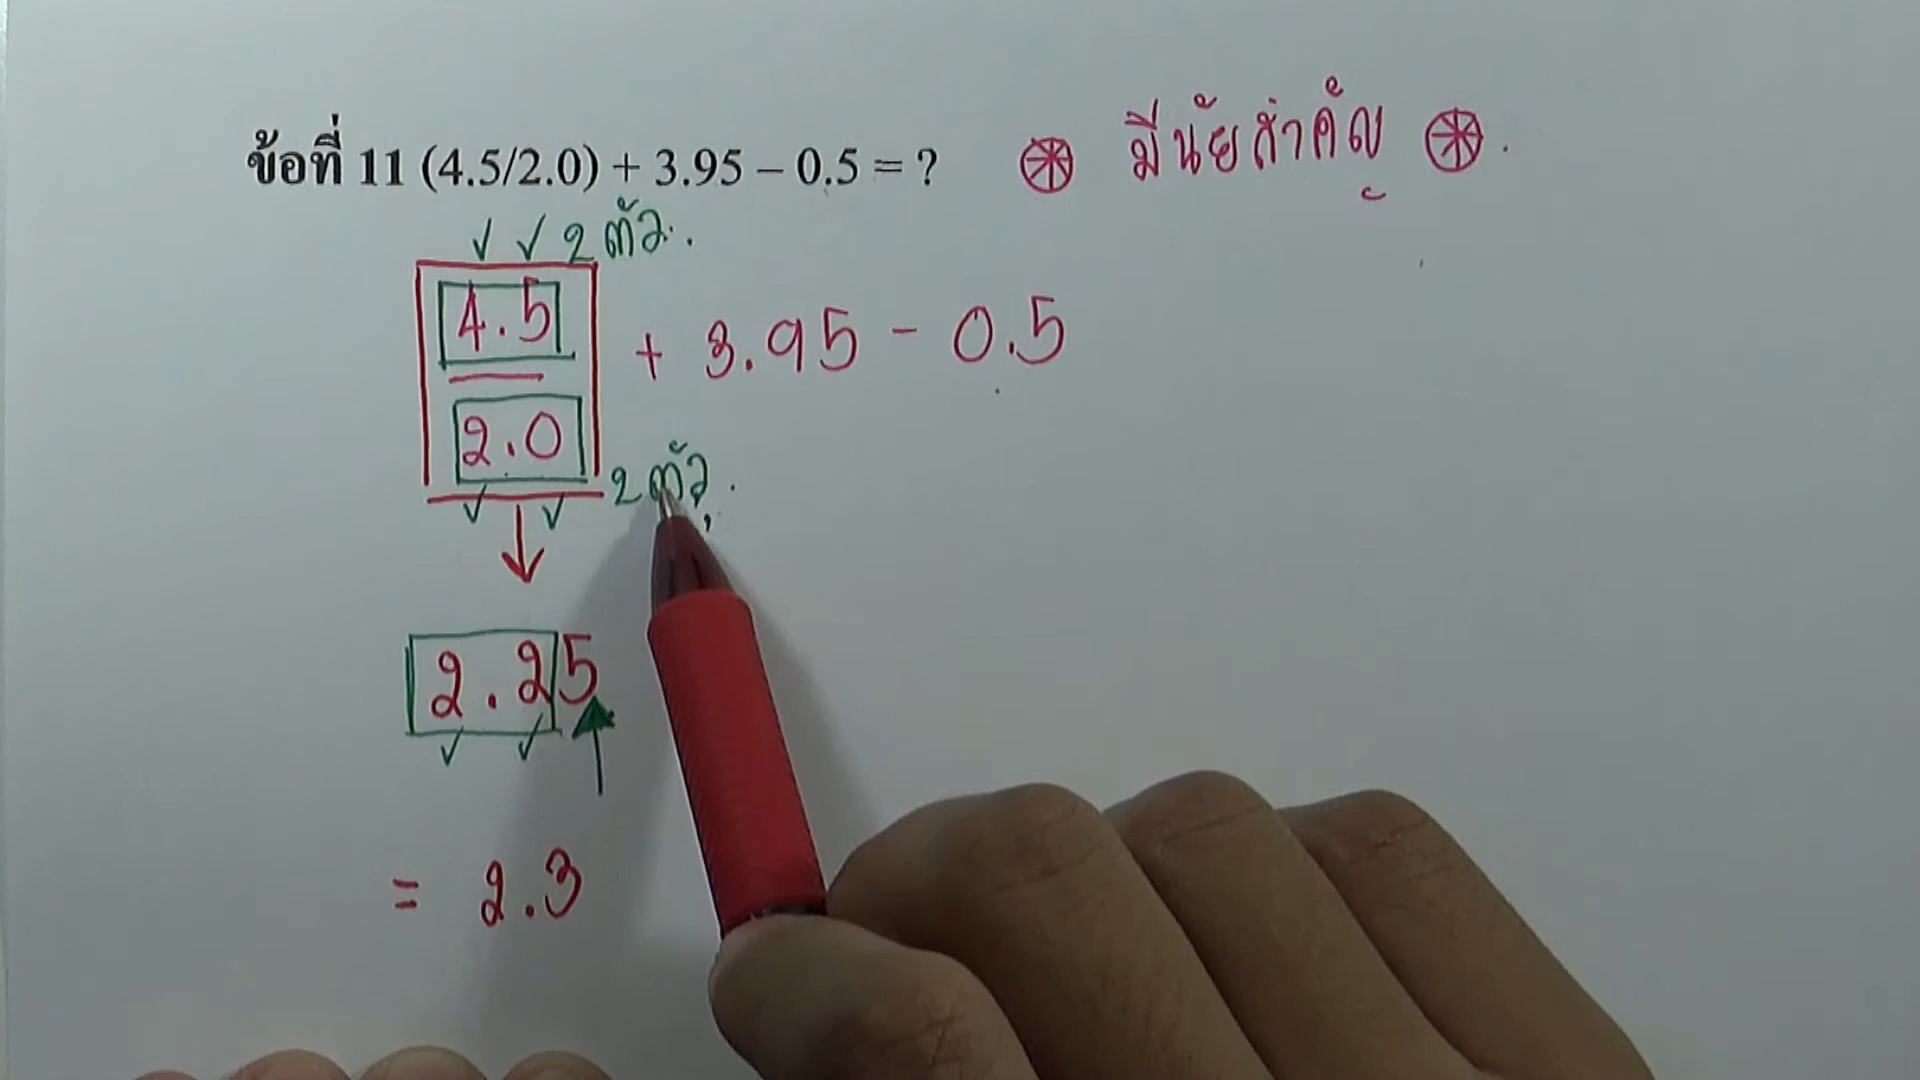 ข้อที่ 11 (4.5/2.0) + 3.95 – 0.5 = ?
มีนัยสำคัญ
✓ ✓ 2 ตัว.
4.5
2.0
+ 3.95 - 0.5
✓ ✓ 2 ตัว.
2.25
✓ ✓
= 2.3